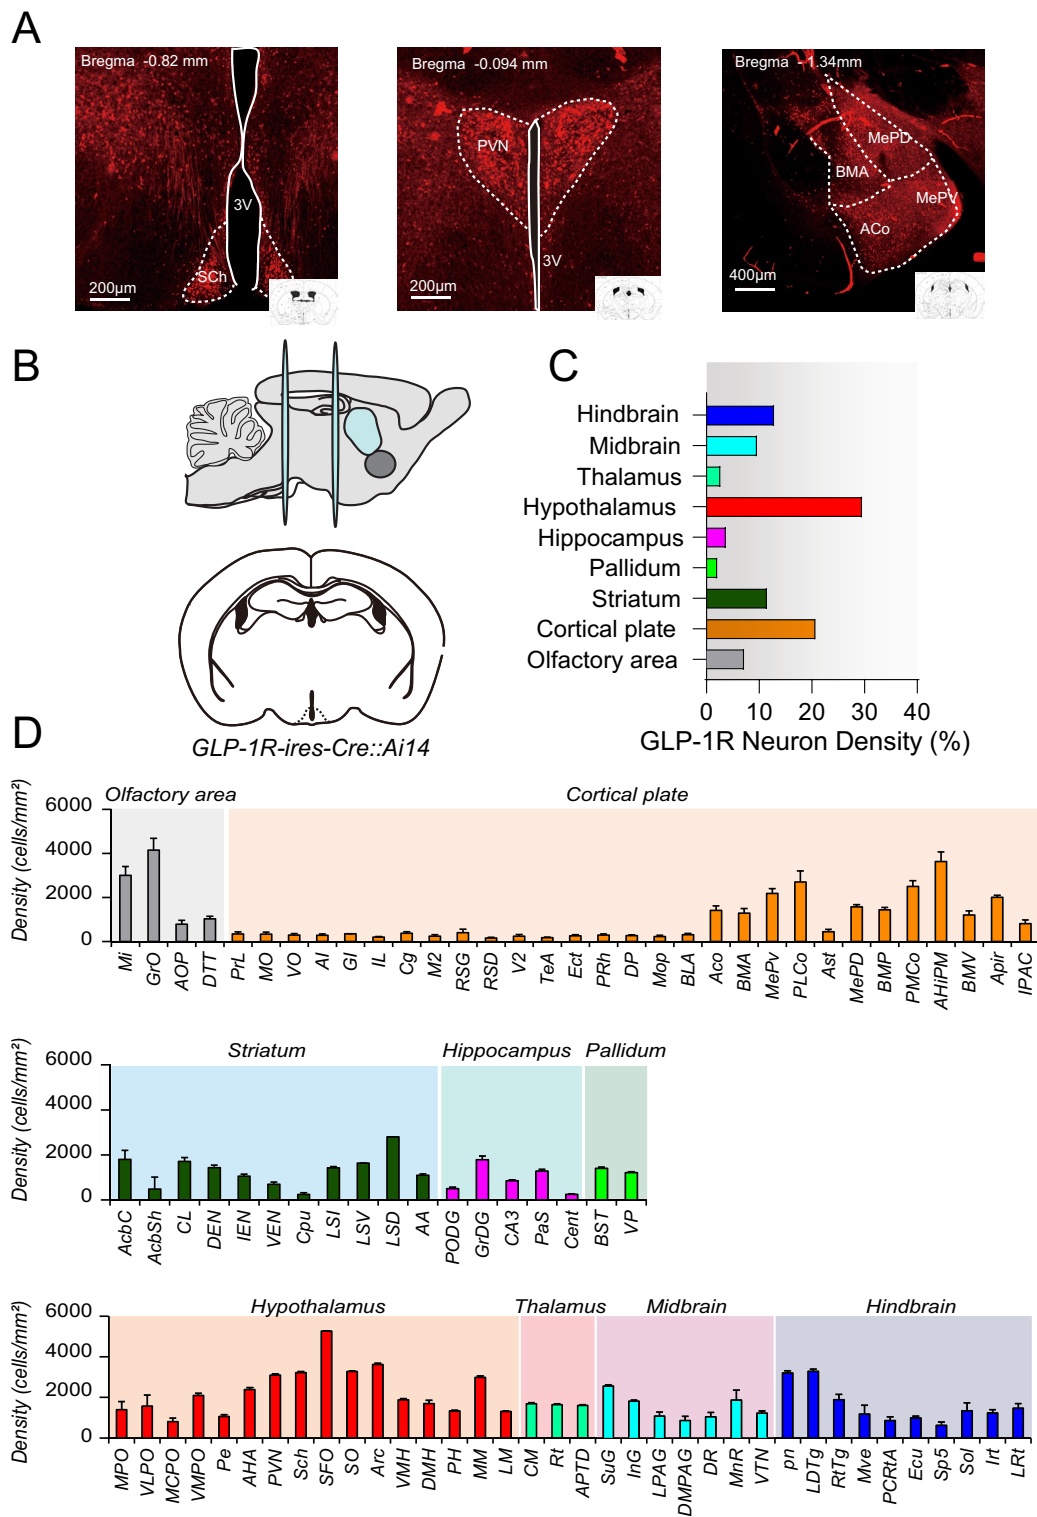 A
Bregma -0.82 mm
3V
SCh
200μm
Bregma -0.094 mm
PVN
3V
200μm
Bregma -1.34mm
MePD
BMA
MePV
ACo
400μm
B
GLP-1R-ires-Cre::Ai14
C
Hindbrain
Midbrain
Thalamus
Hypothalamus
Hippocampus
Pallidum
Striatum
Cortical plate
Olfactory area
0 10 20 30 40
GLP-1R Neuron Density (%)
D
Olfactory area Cortical plate
Density (cells/mm²)
6000
4000
2000
0
Mi GrO AOP DTT PrL MO VO AI GI IL Cg M2 RSG RSD V2 TeA Ect PRh DP Mop BLA Aco BMA MePv PLCo Ast MePD BMP PMCo AHiPM BMV Apir IPAC
Striatum Hippocampus Pallidum
Density (cells/mm²)
6000
4000
2000
0
AcbC AcbSh CL DEN IEN VEN Cpu LSI LSV LSD AA PODG GrDG CA3 PaS Cent BST VP
Hypothalamus Thalamus Midbrain Hindbrain
Density (cells/mm²)
6000
4000
2000
0
MPO VLPO MCPO VMPO Pe AHA PVN Sch SFO SO Arc VMH DMH PH MM LM CM Rt APTD SuG InG LPAG DMPAG DR MnR VTN pn LDTg RtTg Mve PCRtA Ecu Sp5 Sol Irt LRt